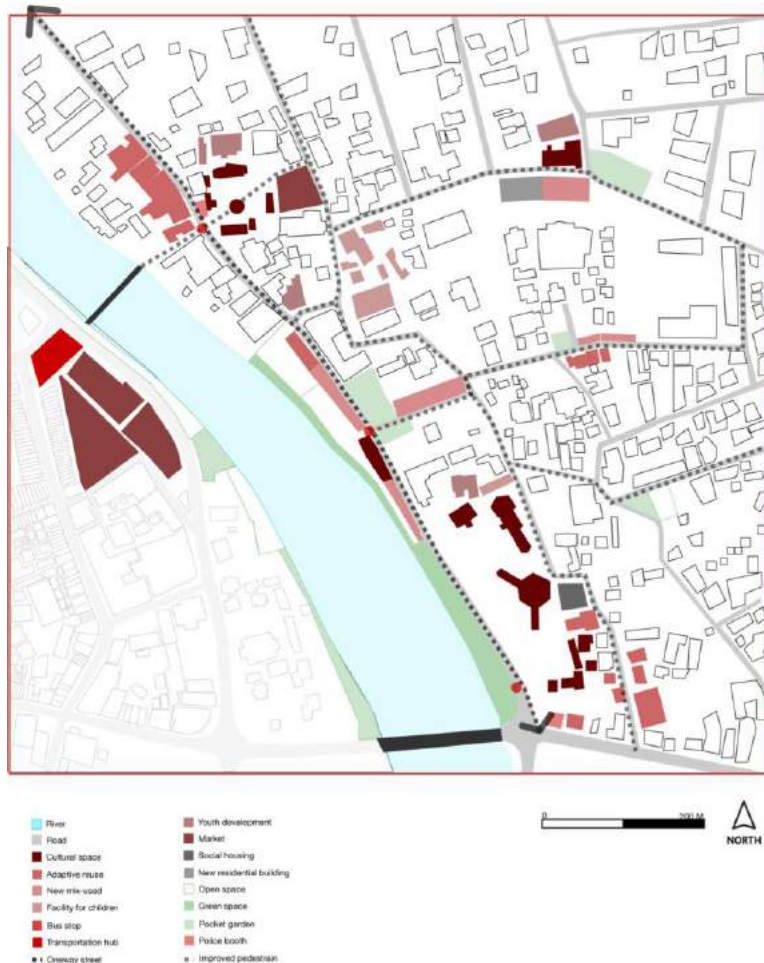 River
Road
Cultural space
Adaptive reuse
New mix-used
Facility for children
Bus stop
Transportation hub
Oneway street
Youth development
Market
Social housing
New residential building
Open space
Green space
Pocket garden
Police booth
Improved pedestrain
0 200 M
NORTH